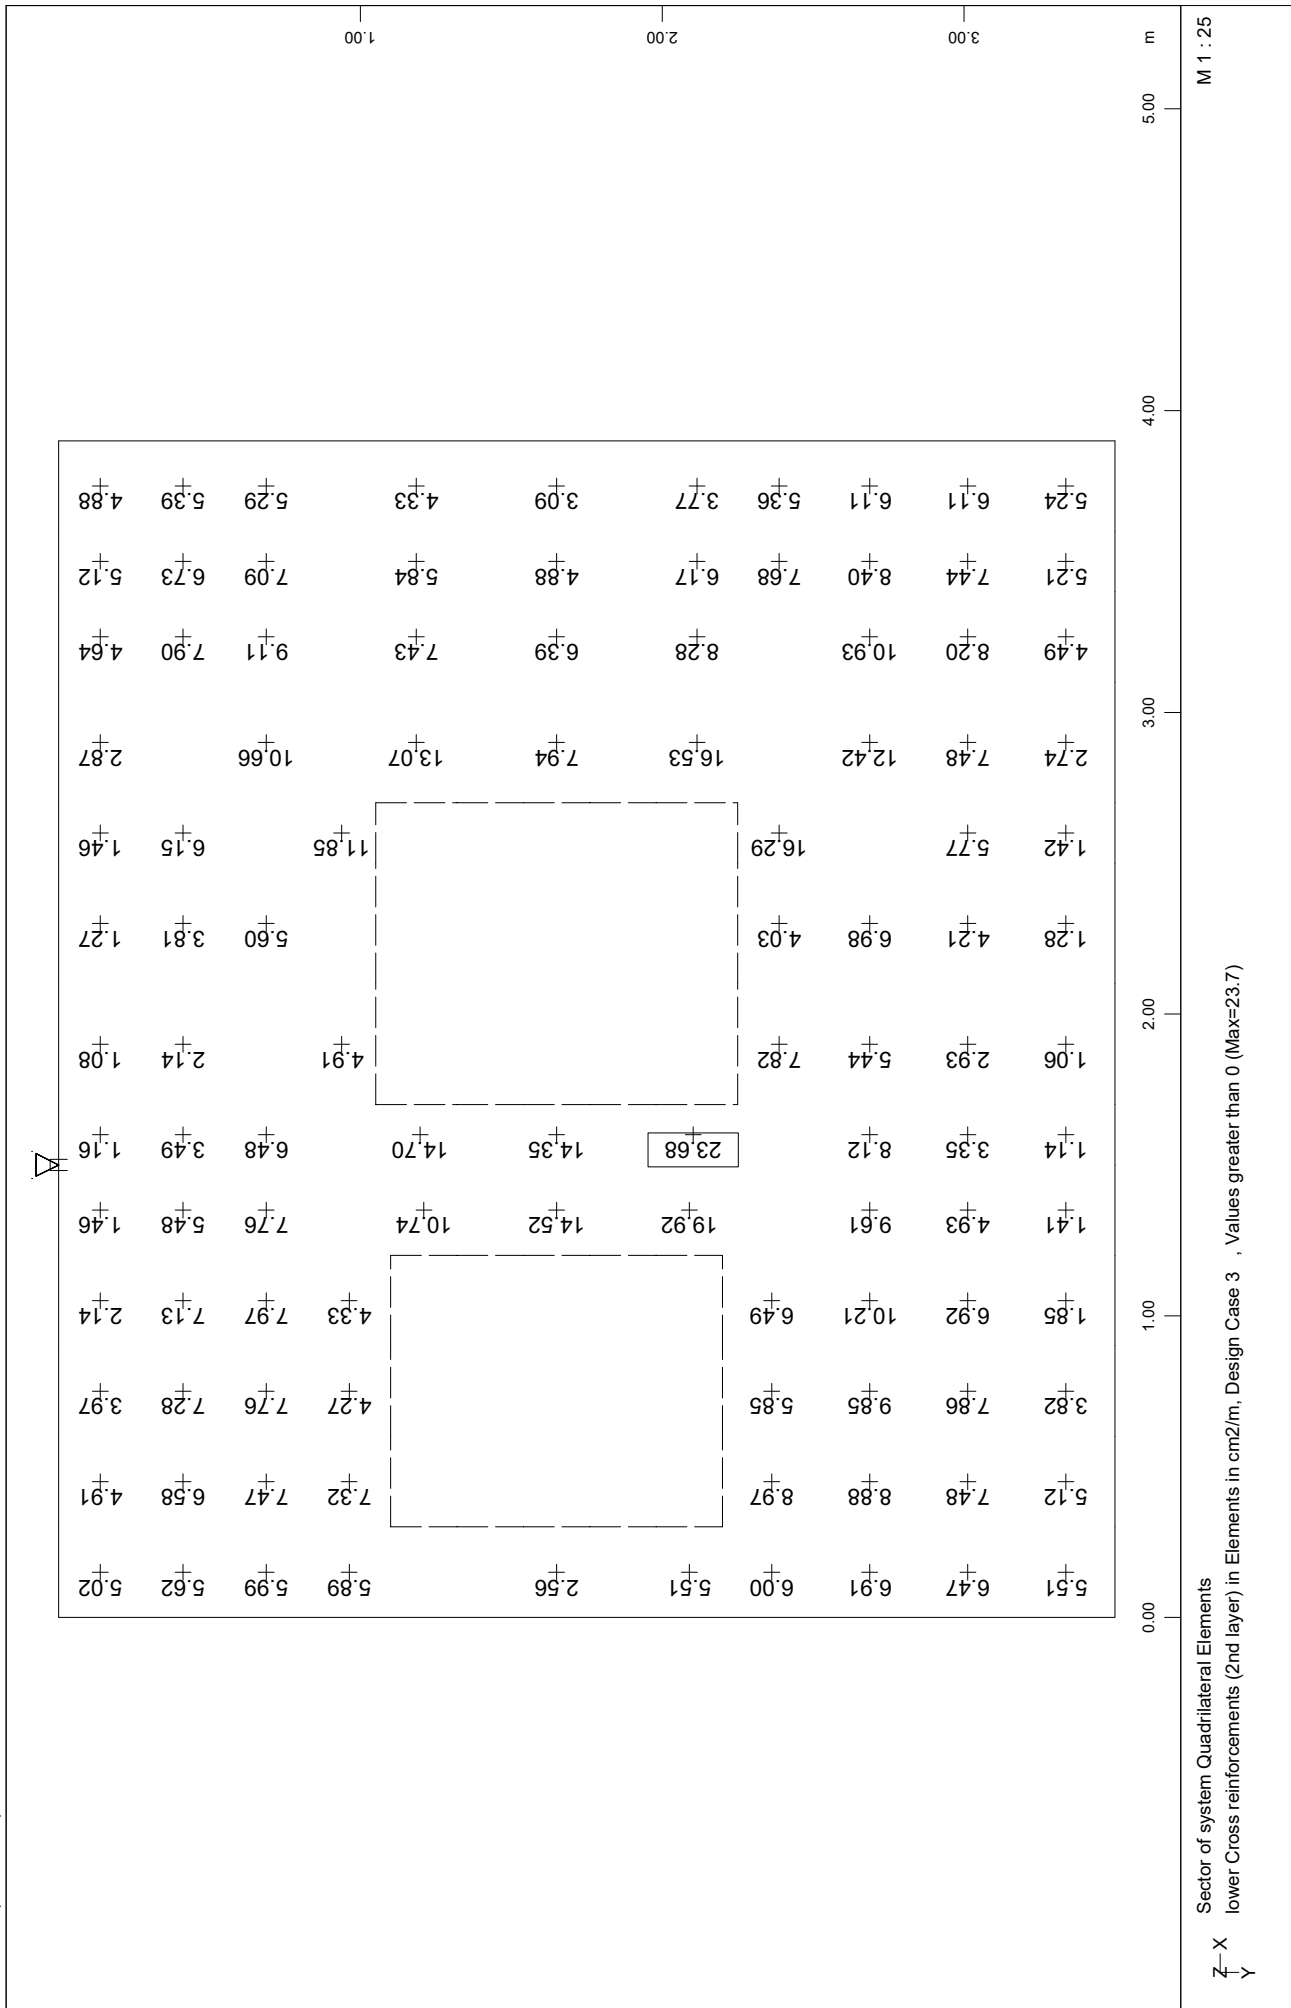 1.00
2.00
3.00
m
M 1 : 25
5.00
4.00
3.00
2.00
1.00
0.00
4.88 5.39 5.29 4.33 3.09 3.77 5.36 6.11 6.11 5.24
5.12 6.73 7.09 5.84 4.88 6.17 7.68 8.40 7.44 5.21
4.64 7.90 9.11 7.43 6.39 8.28 10.93 8.20 4.49
2.87 10.66 13.07 7.94 16.53 12.42 7.48 2.74
1.46 6.15 11.85 16.29 5.77 1.42
1.27 3.81 5.60 4.03 6.98 4.21 1.28
1.08 2.14 4.91 7.82 5.44 2.93 1.06
1.16 3.49 6.48 14.70 14.35 23.68 8.12 3.35 1.14
1.46 5.48 7.76 10.74 14.52 19.92 9.61 4.93 1.41
2.14 7.13 7.97 4.33 6.49 10.21 6.92 1.85
3.97 7.28 7.76 4.27 5.85 9.85 7.86 3.82
4.91 6.58 7.47 7.32 8.97 8.88 7.48 5.12
5.02 5.62 5.99 5.89 2.56 5.51 6.00 6.91 6.47 5.51
Sector of system Quadrilateral Elements
lower Cross reinforcements (2nd layer) in Elements in cm2/m, Design Case 3 , Values greater than 0 (Max=23.7)
Z X
Y